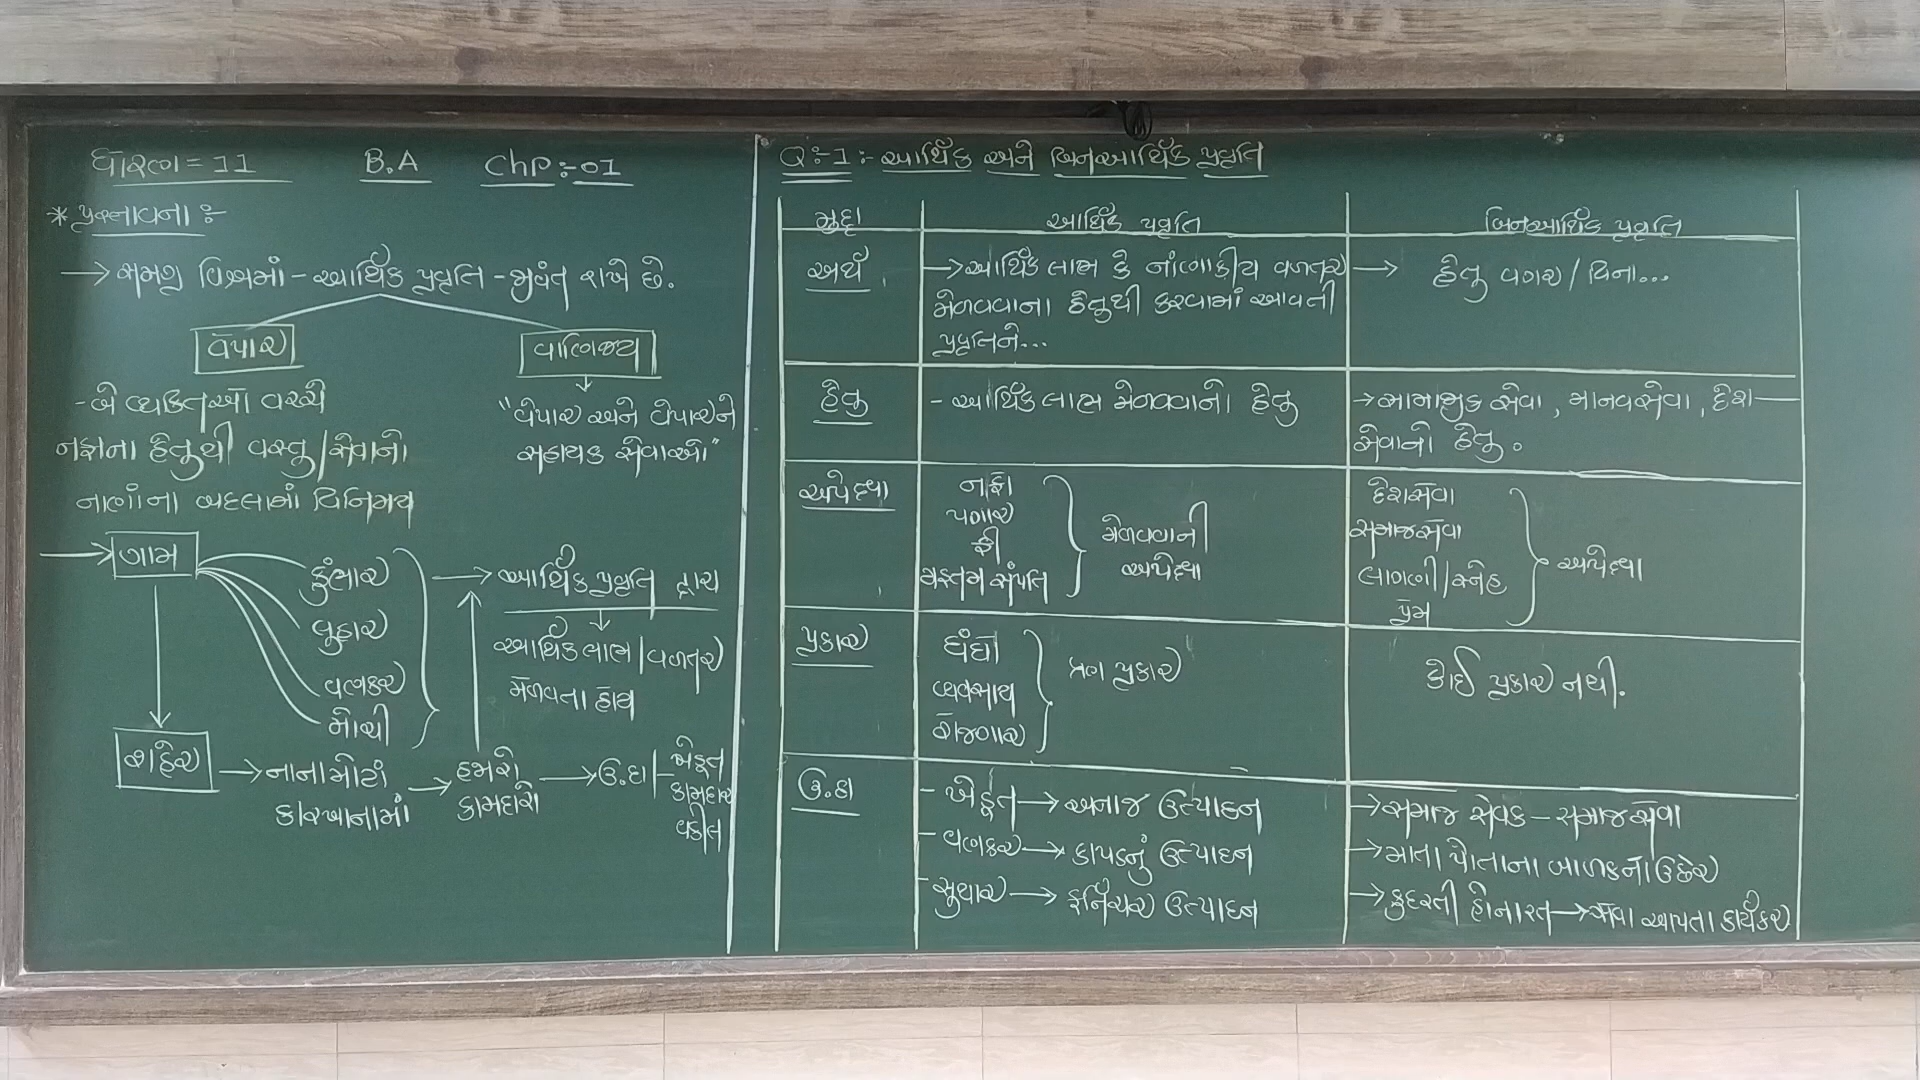 ધોરણ = 11 B.A Chp:-01
* પ્રસ્તાવના :-
→ સમગ્ર વિશ્વમાં - આર્થિક પ્રવૃતિ - જીવંત રાખે છે.
વેપાર
વાણિજ્ય
- બે વ્યકિતઓ વચ્ચે
નફાના હેતુથી વસ્તુ/સેવાનો
નાણાંના બદલામાં વિનિમય
"વેપાર અને વેપારને
સહાયક સેવાઓ"
→ ગામ
કુંભાર
લુહાર
વણકર
મોચી
→ આર્થિક પ્રવૃતિ દ્વારા
આર્થિક લાભ / વળતર
મેળવતા હોય
શહેર → નાના મોટાં
કારખાનામાં
→ હમરો
કામદારો
→ ઉ.દા - ખેડૂત
કામદાર
વકીલ
Q:-1 :- આર્થિક અને બિનઆર્થિક પ્રવૃતિ
મુદ્દા આર્થિક પ્રવૃતિ બિનઆર્થિક પ્રવૃતિ
અર્થ → આર્થિક લાભ કે નાંણાકીય વળતર
મેળવવાના હેતુથી કરવામાં આવતી
પ્રવૃતિને...
→ હેતુ વગર / વિના...
હેતુ - આર્થિક લાભ મેળવવાનો હેતુ
→ સામાજીક સેવા, માનવસેવા, દેશ
સેવાનો હેતુ.
અપેક્ષા નફો
પગાર
ફી
મહતમ સંપતિ
મેળવવાની
અપેક્ષા
દેશસેવા
સમાજસેવા
લાગણી/સ્નેહ
પ્રેમ
અપેક્ષા
પ્રકાર ધંધો
વ્યવસાય
રોજગાર
ત્રણ પ્રકાર
કોઈ પ્રકાર નથી.
ઉ.દા - ખેડૂત → અનાજ ઉત્પાદન
- વણકર → કાપડનું ઉત્પાદન
- સુથાર → ફર્નિચર ઉત્પાદન
→ સમાજ સેવક - સમાજસેવા
→ માતા પોતાના બાળકનો ઉછેર
→ કુદરતી હોનારત → સેવા આપતા કાર્યકર